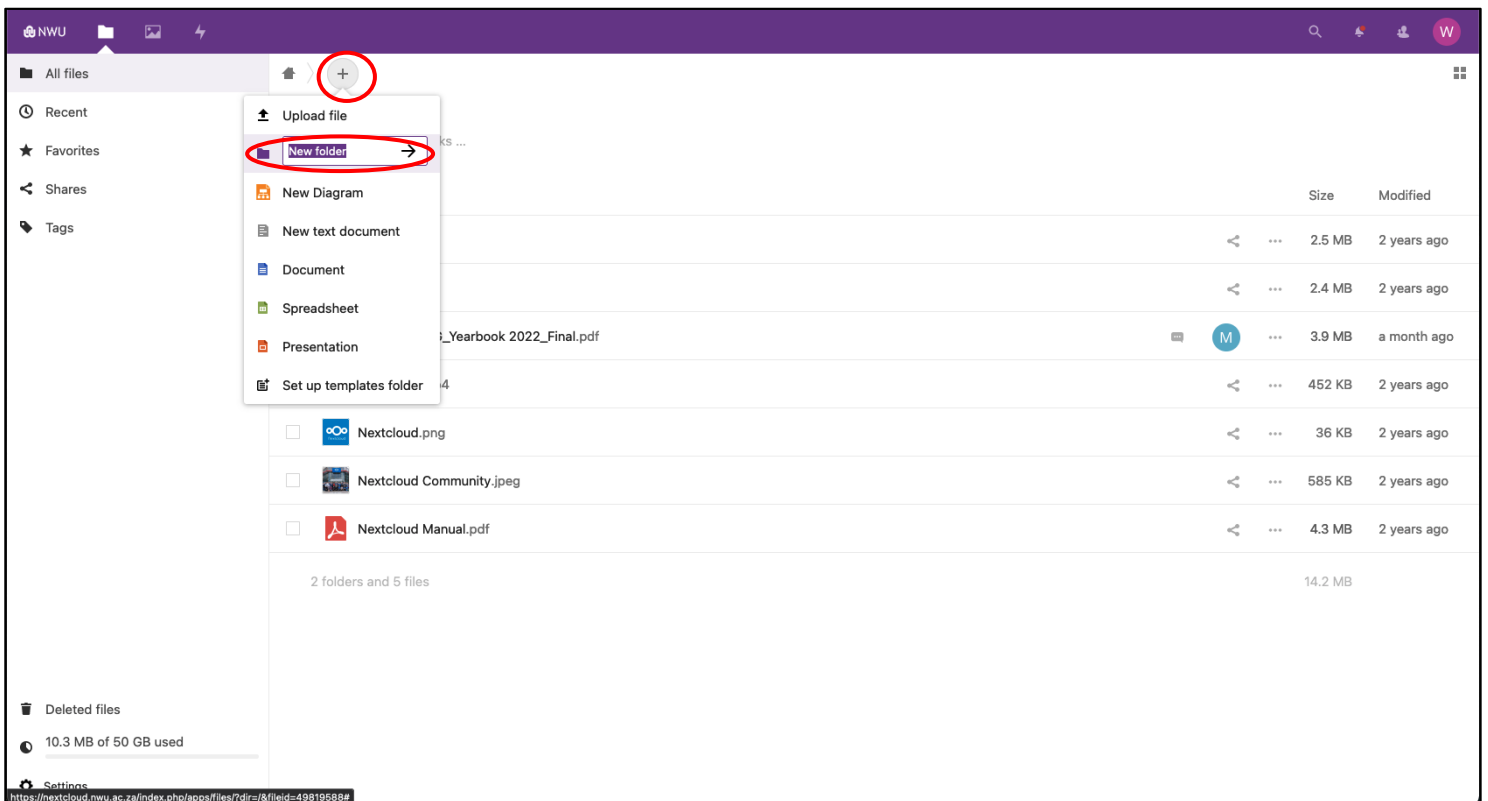 NWU
W
All files
+
Recent
Upload file
New folder
ks ...
Favorites
Shares
New Diagram
Size Modified
Tags
New text document
2.5 MB 2 years ago
Document
2.4 MB 2 years ago
Spreadsheet
_Yearbook 2022_Final.pdf M 3.9 MB a month ago
Presentation
Set up templates folder
4 452 KB 2 years ago
Nextcloud.png 36 KB 2 years ago
Nextcloud Community.jpeg 585 KB 2 years ago
Nextcloud Manual.pdf 4.3 MB 2 years ago
2 folders and 5 files 14.2 MB
Deleted files
10.3 MB of 50 GB used
Settings
https://nextcloud.nwu.ac.za/index.php/apps/files/?dir=/&fileid=49819588#